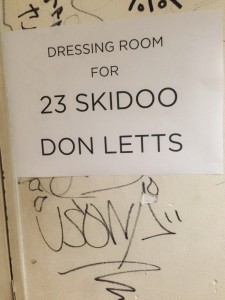 DRESSING ROOM
FOR
23 SKIDOO
DON LETTS